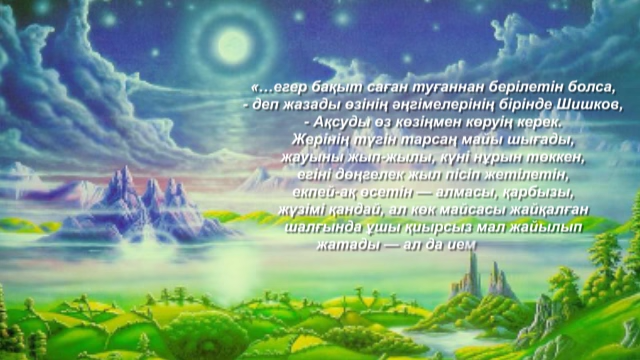 «...егер бақыт саған туғаннан берілетін болса,
- деп жазады өзінің әңгімелерінің бірінде Шишков,
- Ақсуды өз көзіңмен көруің керек.
Жерінің түгін тарсаң майы шығады,
жауыны жып-жылы, күні нұрын төккен,
егіні дөңгелек жыл пісіп жетілетін,
екпей-ақ өсетін — алмасы, қарбызы,
жүзімі қандай, ал көк майсасы жайқалған
шалғында ұшы қиырсыз мал жайылып
жатады — ал да ием